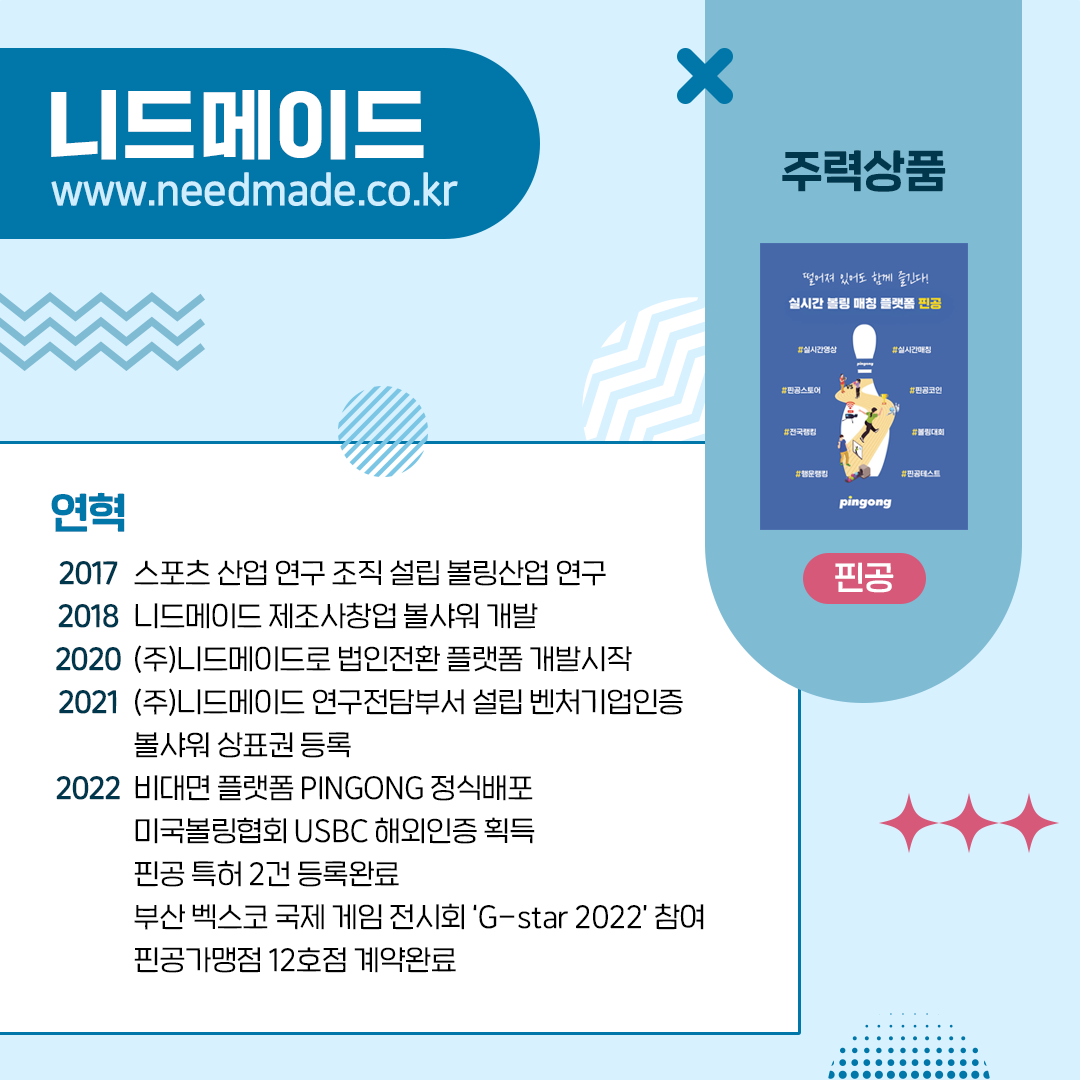 니드메이드
www.needmade.co.kr
주력상품
떨어져 있어도 함께 즐긴다!
실시간 볼링 매칭 플랫폼 핀공
#실시간영상
#실시간매칭
pingong
#핀공스토어
#핀공코인
#전국랭킹
#볼링대회
#행운랭킹
#핀공테스트
pingong
핀공
연혁
2017 스포츠 산업 연구 조직 설립 볼링산업 연구
2018 니드메이드 제조사창업 볼샤워 개발
2020 (주)니드메이드로 법인전환 플랫폼 개발시작
2021 (주)니드메이드 연구전담부서 설립 벤처기업인증
볼샤워 상표권 등록
2022 비대면 플랫폼 PINGONG 정식배포
미국볼링협회 USBC 해외인증 획득
핀공 특허 2건 등록완료
부산 벡스코 국제 게임 전시회 'G-star 2022' 참여
핀공가맹점 12호점 계약완료